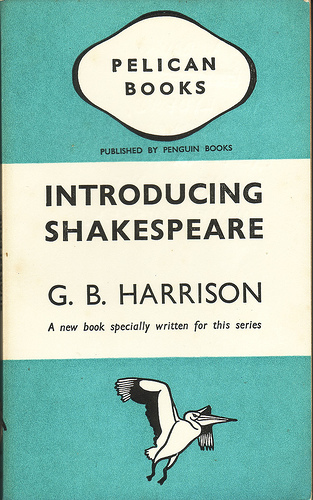 PELICAN
BOOKS
PUBLISHED BY PENGUIN BOOKS
INTRODUCING
SHAKESPEARE
G. B. HARRISON
A new book specially written for this series